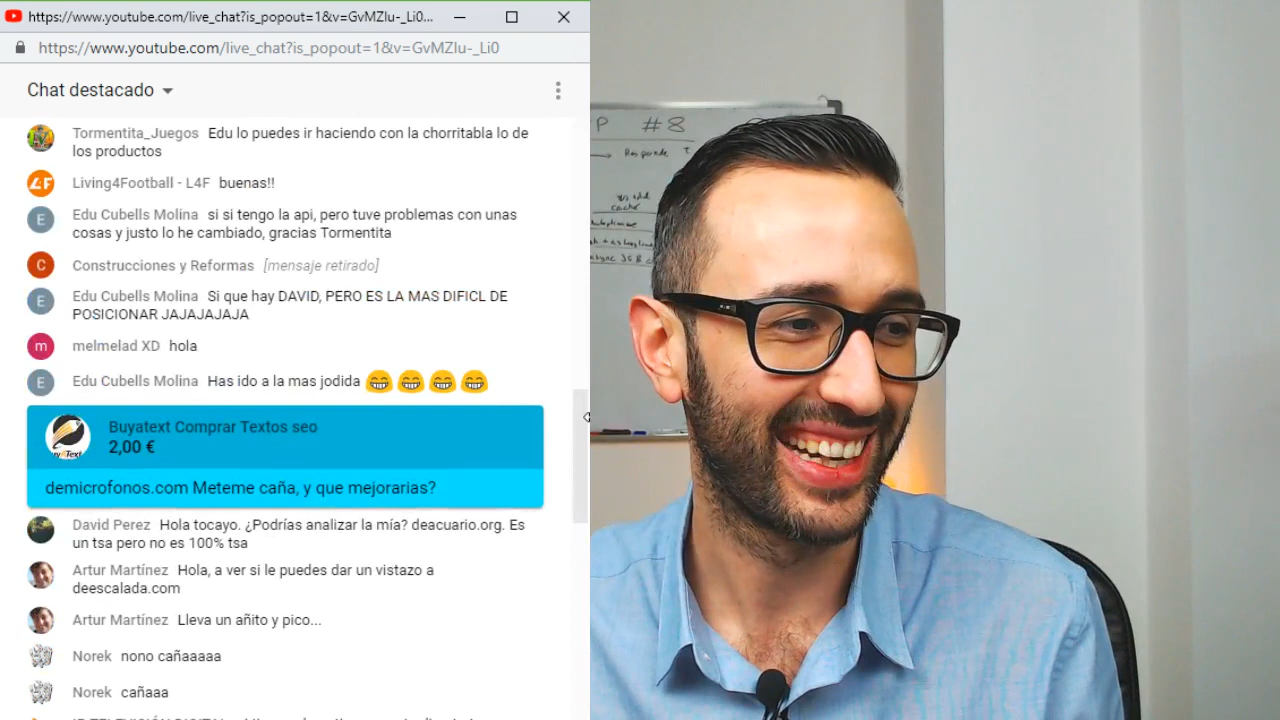 https://www.youtube.com/live_chat?is_popout=1&v=GvMZIu-_Li0...
https://www.youtube.com/live_chat?is_popout=1&v=GvMZIu-_Li0
Chat destacado
Tormentita_Juegos Edu lo puedes ir haciendo con la chorritabla lo de
los productos
Living4Football - L4F buenas!!
Edu Cubells Molina si si tengo la api, pero tuve problemas con unas
cosas y justo lo he cambiado, gracias Tormentita
C Construcciones y Reformas [mensaje retirado]
E Edu Cubells Molina Si que hay DAVID, PERO ES LA MAS DIFICL DE
POSICIONAR JAJAJAJAJA
m melmelad XD hola
E Edu Cubells Molina Has ido a la mas jodida
Buyatext Comprar Textos seo
2,00 €
demicrofonos.com Meteme caña, y que mejorarias?
David Perez Hola tocayo. ¿Podrías analizar la mía? deacuario.org. Es
un tsa pero no es 100% tsa
Artur Martínez Hola, a ver si le puedes dar un vistazo a
deescalada.com
Artur Martínez Lleva un añito y pico...
Norek nono cañaaaaa
Norek cañaaa
P #8
Responde
cache